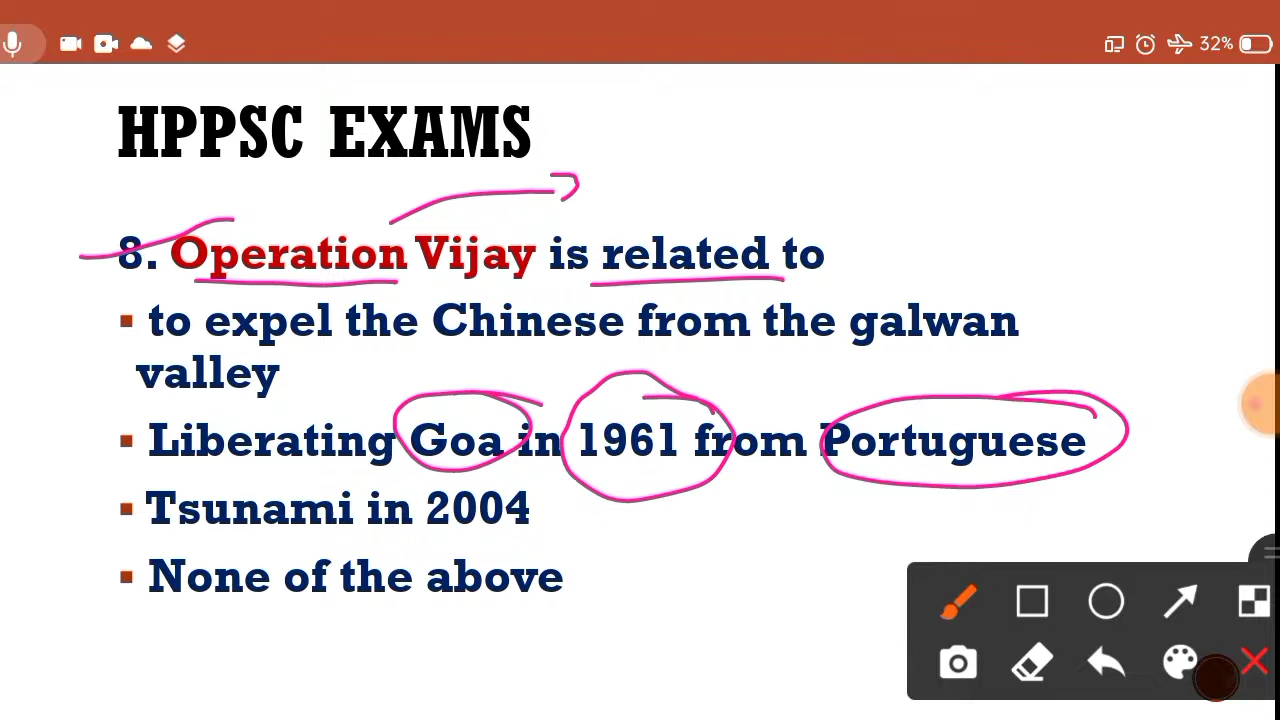 32%
HPPSC EXAMS
8. Operation Vijay is related to
▪ to expel the Chinese from the galwan
valley
▪ Liberating Goa in 1961 from Portuguese
▪ Tsunami in 2004
▪ None of the above